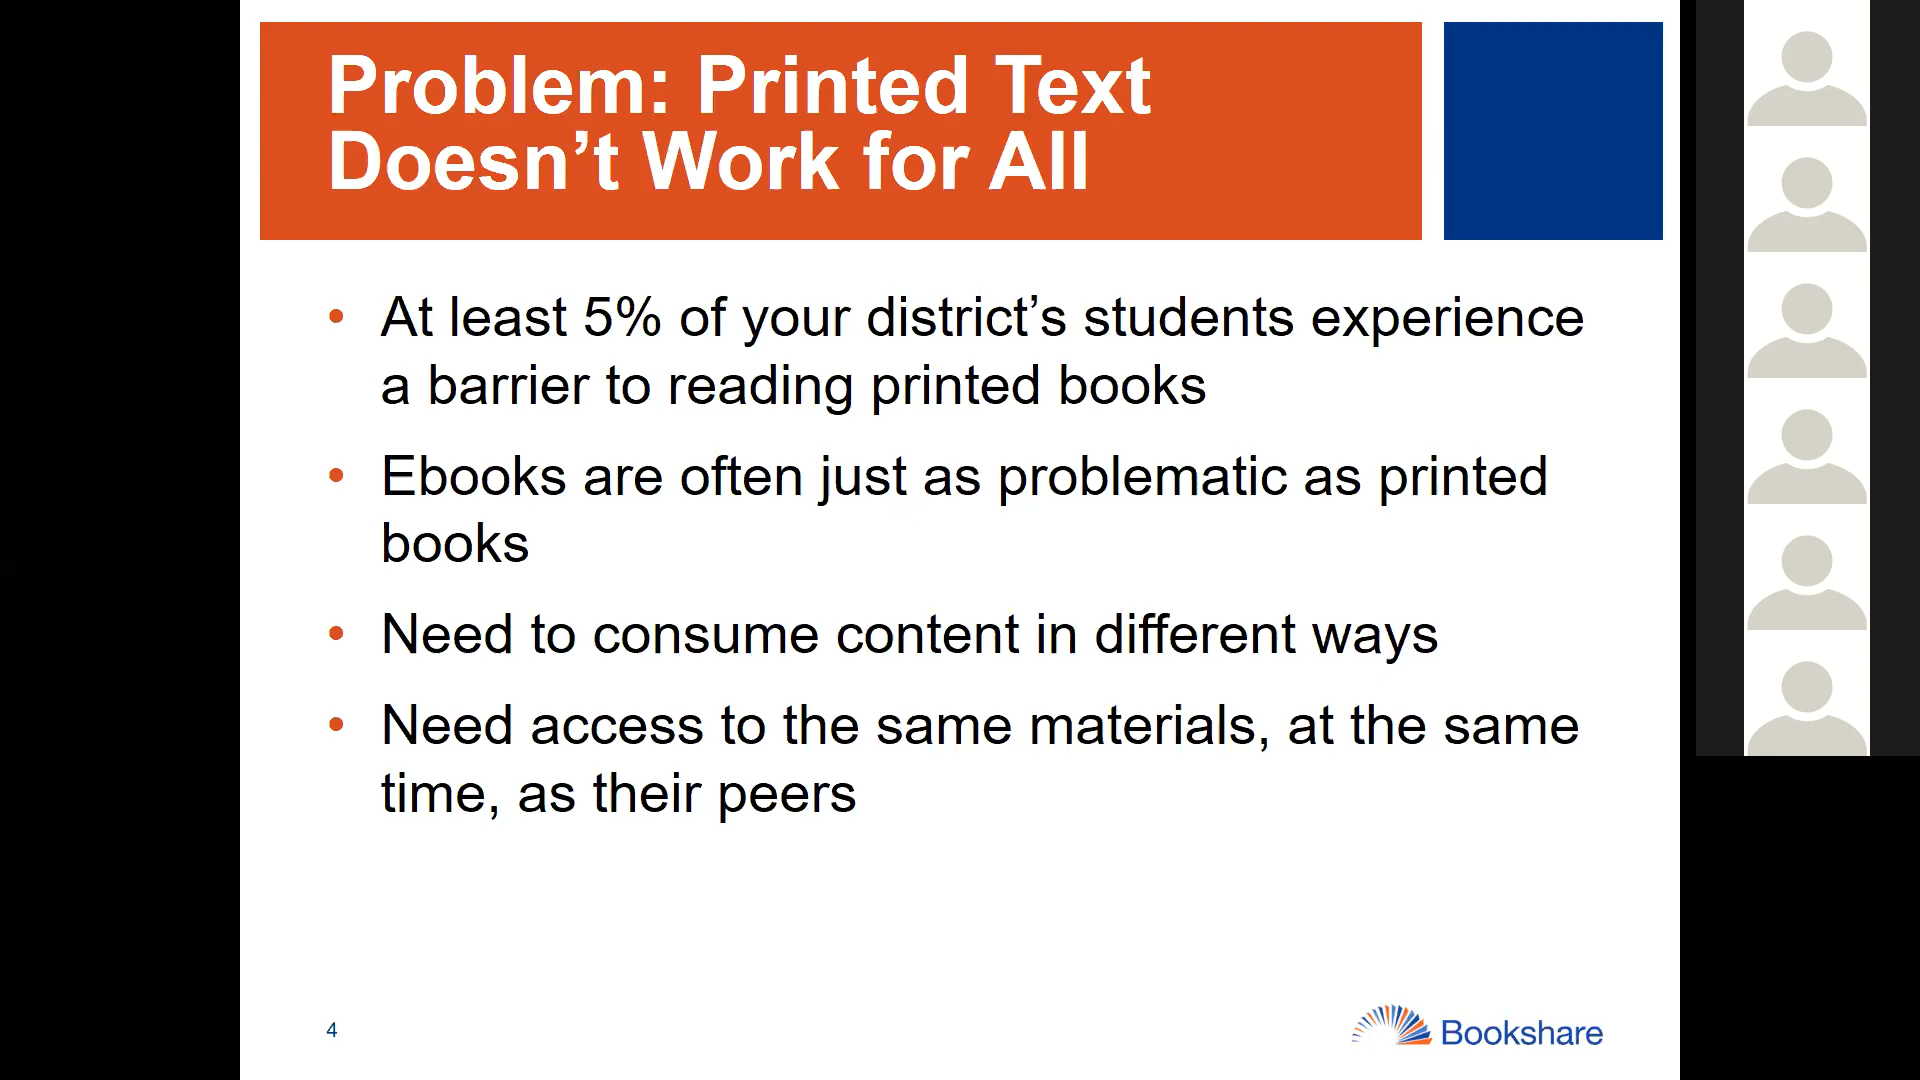 Problem: Printed Text
Doesn’t Work for All
• At least 5% of your district’s students experience
a barrier to reading printed books
• Ebooks are often just as problematic as printed
books
• Need to consume content in different ways
• Need access to the same materials, at the same
time, as their peers
4
Bookshare